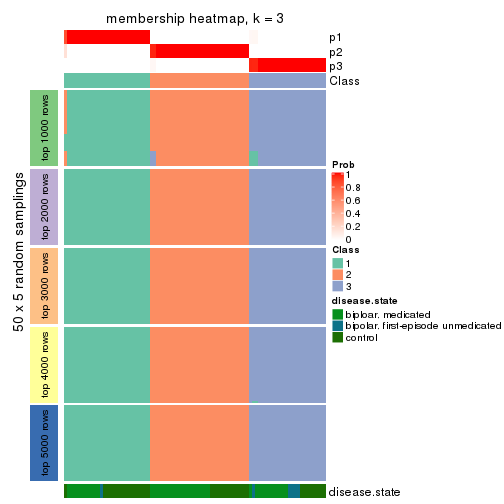 membership heatmap, k = 3
p1
p2
p3
Class
50 x 5 random samplings
top 1000 rows
top 2000 rows
top 3000 rows
top 4000 rows
top 5000 rows
Prob
1
0.8
0.6
0.4
0.2
0
Class
1
2
3
disease.state
biploar. medicated
bipolar. first-episode unmedicated
control
disease.state